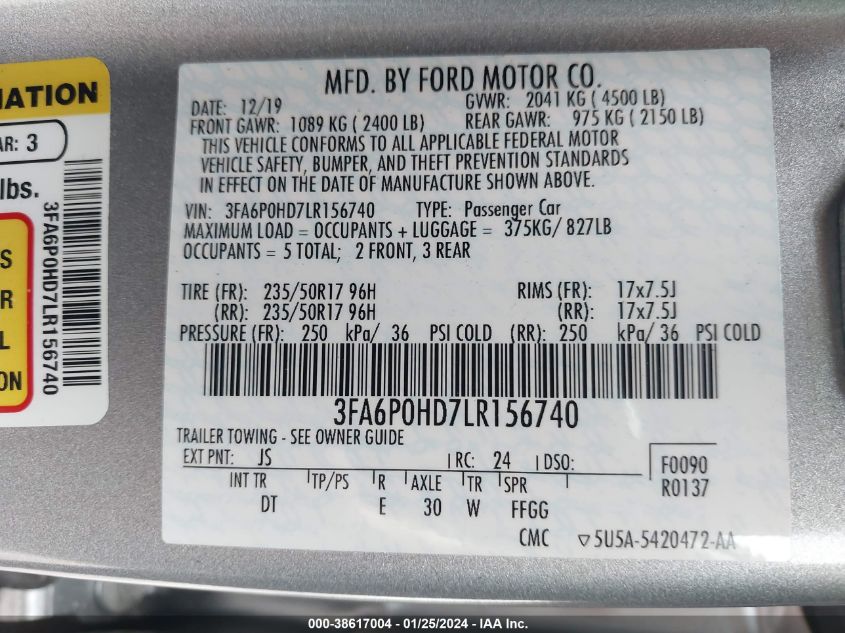 MATION
AR: 3
lbs.
S
R
L
ON
3FA6P0HD7LR156740
MFD. BY FORD MOTOR CO.
DATE: 12/19 GVWR: 2041 KG ( 4500 LB)
FRONT GAWR: 1089 KG ( 2400 LB) REAR GAWR: 975 KG ( 2150 LB)
THIS VEHICLE CONFORMS TO ALL APPLICABLE FEDERAL MOTOR
VEHICLE SAFETY, BUMPER, AND THEFT PREVENTION STANDARDS
IN EFFECT ON THE DATE OF MANUFACTURE SHOWN ABOVE.
VIN: 3FA6P0HD7LR156740 TYPE: Passenger Car
MAXIMUM LOAD = OCCUPANTS + LUGGAGE = 375KG/ 827LB
OCCUPANTS = 5 TOTAL; 2 FRONT, 3 REAR
TIRE (FR): 235/50R17 96H RIMS (FR): 17x7.5J
(RR): 235/50R17 96H (RR): 17x7.5J
PRESSURE (FR): 250 kPa/ 36 PSI COLD (RR): 250 kPa/ 36 PSI COLD
3FA6P0HD7LR156740
TRAILER TOWING - SEE OWNER GUIDE
EXT PNT: JS RC: 24 DSO: F0090
R0137
INT TR TP/PS R AXLE TR SPR
DT E 30 W FFGG
CMC ▽5U5A-5420472-AA
000-38617004 - 01/25/2024 - IAAI.com